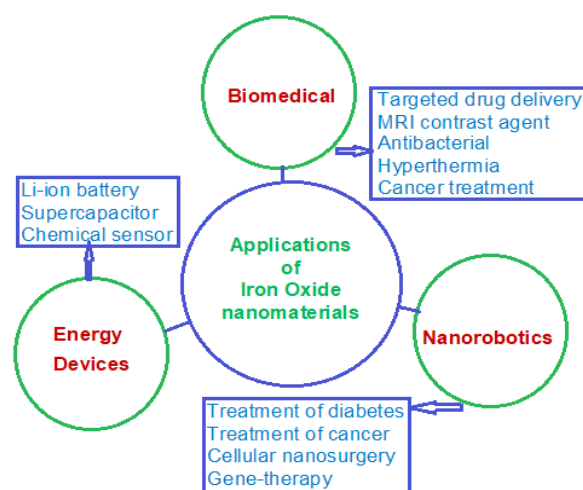 Biomedical
Targeted drug delivery
MRI contrast agent
Antibacterial
Hyperthermia
Cancer treatment
Li-ion battery
Supercapacitor
Chemical sensor
Applications
of
Iron Oxide
nanomaterials
Energy
Devices
Nanorobotics
Treatment of diabetes
Treatment of cancer
Cellular nanosurgery
Gene-therapy